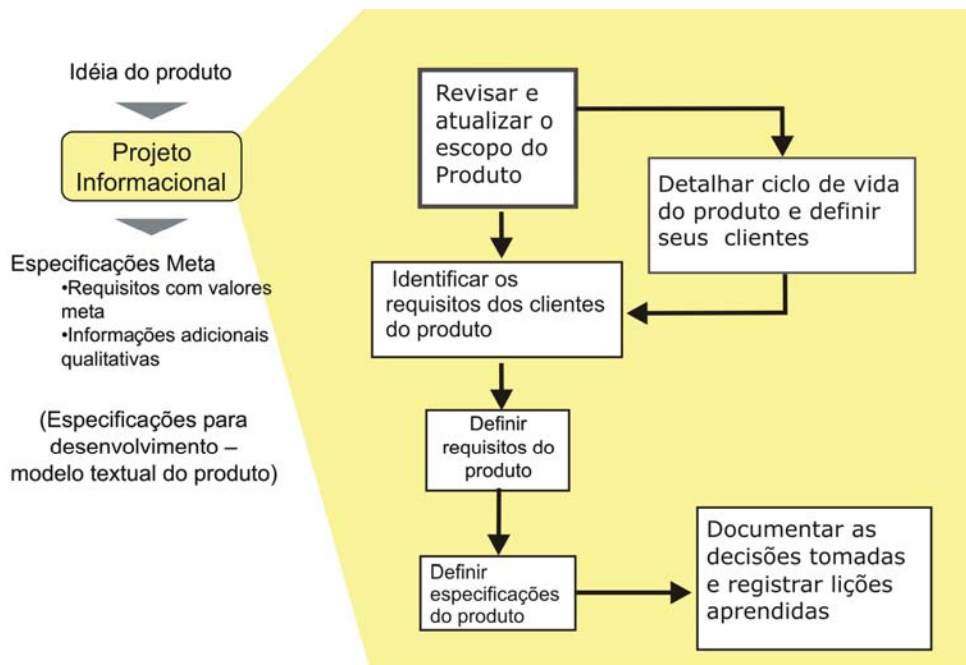 Idéia do produto
Projeto
Informacional
Especificações Meta
•Requisitos com valores
meta
•Informações adicionais
qualitativas
(Especificações para
desenvolvimento –
modelo textual do produto)
Revisar e
atualizar o
escopo do
Produto
Detalhar ciclo de vida
do produto e definir
seus clientes
Identificar os
requisitos dos clientes
do produto
Definir
requisitos do
produto
Definir
especificações
do produto
Documentar as
decisões tomadas
e registrar lições
aprendidas